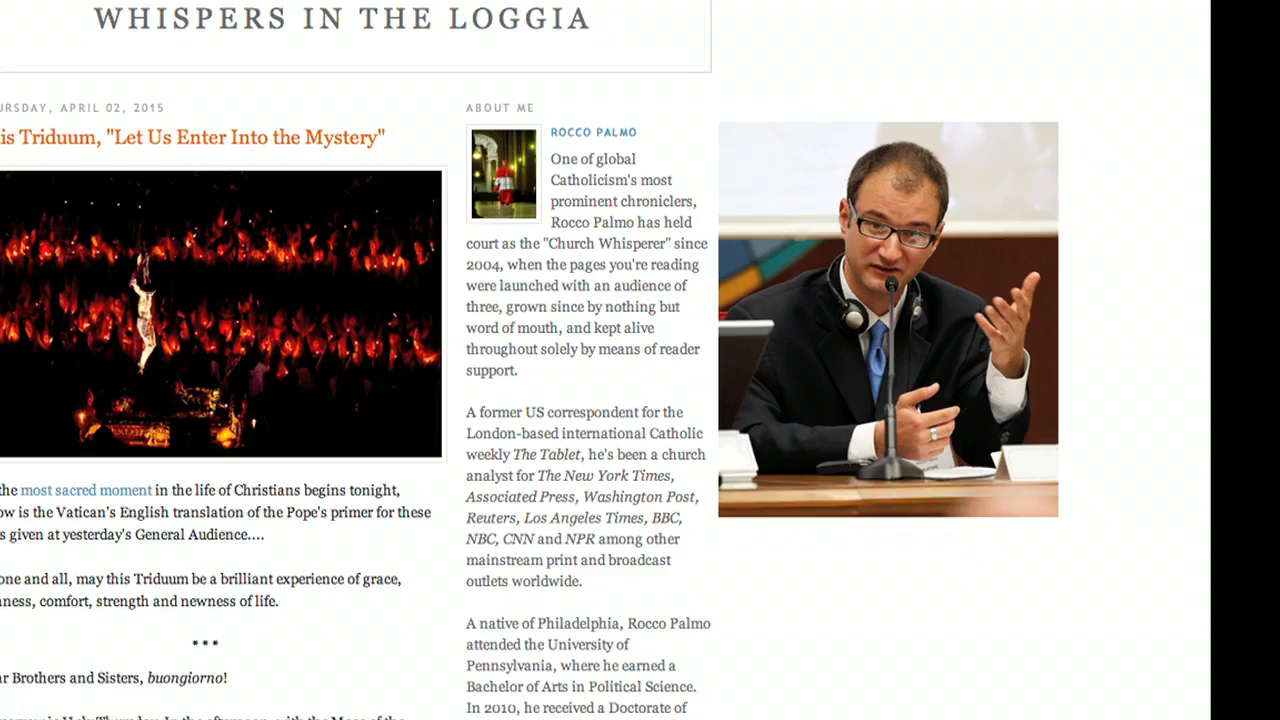 WHISPERS IN THE LOGGIA
URSDAY, APRIL 02, 2015
is Triduum, "Let Us Enter Into the Mystery"
the most sacred moment in the life of Christians begins tonight,
ow is the Vatican's English translation of the Pope's primer for these
s given at yesterday's General Audience....
one and all, may this Triduum be a brilliant experience of grace,
ness, comfort, strength and newness of life.
* * *
r Brothers and Sisters, buongiorno!
ABOUT ME
ROCCO PALMO
One of global
Catholicism's most
prominent chroniclers,
Rocco Palmo has held
court as the "Church Whisperer" since
2004, when the pages you're reading
were launched with an audience of
three, grown since by nothing but
word of mouth, and kept alive
throughout solely by means of reader
support.
A former US correspondent for the
London-based international Catholic
weekly The Tablet, he's been a church
analyst for The New York Times,
Associated Press, Washington Post,
Reuters, Los Angeles Times, BBC,
NBC, CNN and NPR among other
mainstream print and broadcast
outlets worldwide.
A native of Philadelphia, Rocco Palmo
attended the University of
Pennsylvania, where he earned a
Bachelor of Arts in Political Science.
In 2010, he received a Doctorate of